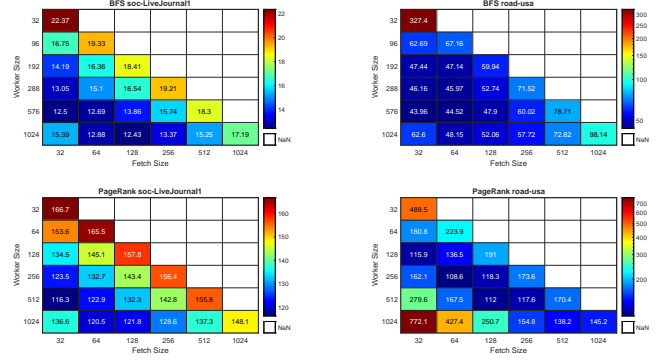 BFS soc-LiveJournal1
Worker Size
32 22.37
96 16.75 19.33
192 14.19 16.36 18.41
288 13.05 15.1 16.54 19.21
576 12.5 12.69 13.86 15.74 18.3
1024 15.39 12.88 12.43 13.37 15.25 17.19
32 64 128 256 512 1024
Fetch Size
22
20
18
16
14
NaN
BFS road-usa
Worker Size
32 327.4
96 62.69 67.16
192 47.44 47.14 59.94
288 46.16 45.97 52.74 71.52
576 43.96 44.52 47.9 60.02 78.71
1024 62.6 48.15 52.06 57.72 72.82 98.14
32 64 128 256 512 1024
Fetch Size
300
250
200
150
100
50
NaN
PageRank soc-LiveJournal1
Worker Size
32 166.7
64 153.6 165.5
128 134.5 145.1 157.8
256 123.5 132.7 143.4 156.4
512 116.3 122.9 132.3 142.8 155.8
1024 136.6 120.5 121.8 128.6 137.3 148.1
32 64 128 256 512 1024
Fetch Size
160
150
140
130
120
NaN
PageRank road-usa
Worker Size
32 489.5
64 180.8 223.9
128 115.9 136.5 191
256 162.1 108.6 118.3 173.6
512 279.6 167.5 112 117.6 170.4
1024 772.1 427.4 250.7 154.8 138.2 145.2
32 64 128 256 512 1024
Fetch Size
700
600
500
400
300
200
NaN